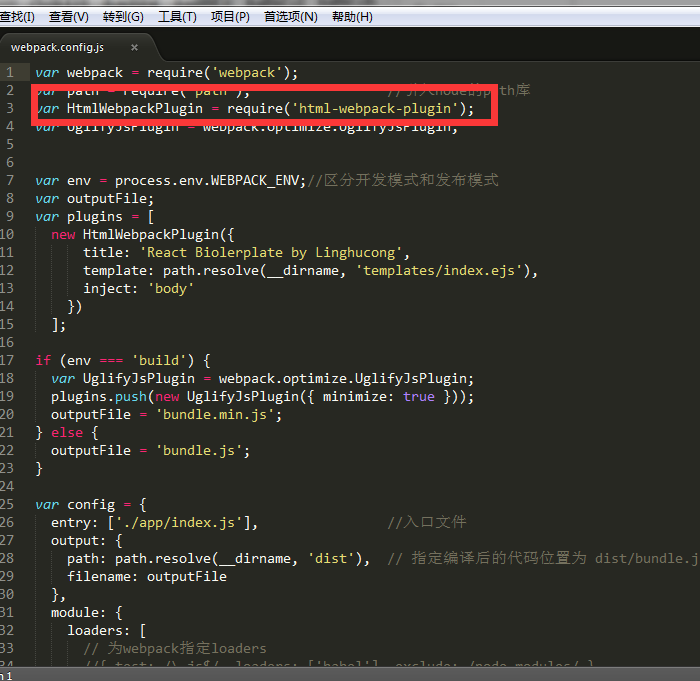 查找(I) 查看(V) 转到(G) 工具(T) 项目(P) 首选项(N) 帮助(H)
webpack.config.js ×
1 var webpack = require('webpack');
2 var path = require('path'); //引入node的path库
3 var HtmlWebpackPlugin = require('html-webpack-plugin');
4 var UglifyJsPlugin = webpack.optimize.UglifyJsPlugin;
5
6
7 var env = process.env.WEBPACK_ENV;//区分开发模式和发布模式
8 var outputFile;
9 var plugins = [
10 new HtmlWebpackPlugin({
11 title: 'React Biolerplate by Linghucong',
12 template: path.resolve(__dirname, 'templates/index.ejs'),
13 inject: 'body'
14 })
15 ];
16
17 if (env === 'build') {
18 var UglifyJsPlugin = webpack.optimize.UglifyJsPlugin;
19 plugins.push(new UglifyJsPlugin({ minimize: true }));
20 outputFile = 'bundle.min.js';
21 } else {
22 outputFile = 'bundle.js';
23 }
24
25 var config = {
26 entry: ['./app/index.js'], //入口文件
27 output: {
28 path: path.resolve(__dirname, 'dist'), // 指定编译后的代码位置为 dist/bundle.j
29 filename: outputFile
30 },
31 module: {
32 loaders: [
33 // 为webpack指定loaders
34 //{ test: /\.js$/, loaders: ['babel'], exclude: /node_modules/ }